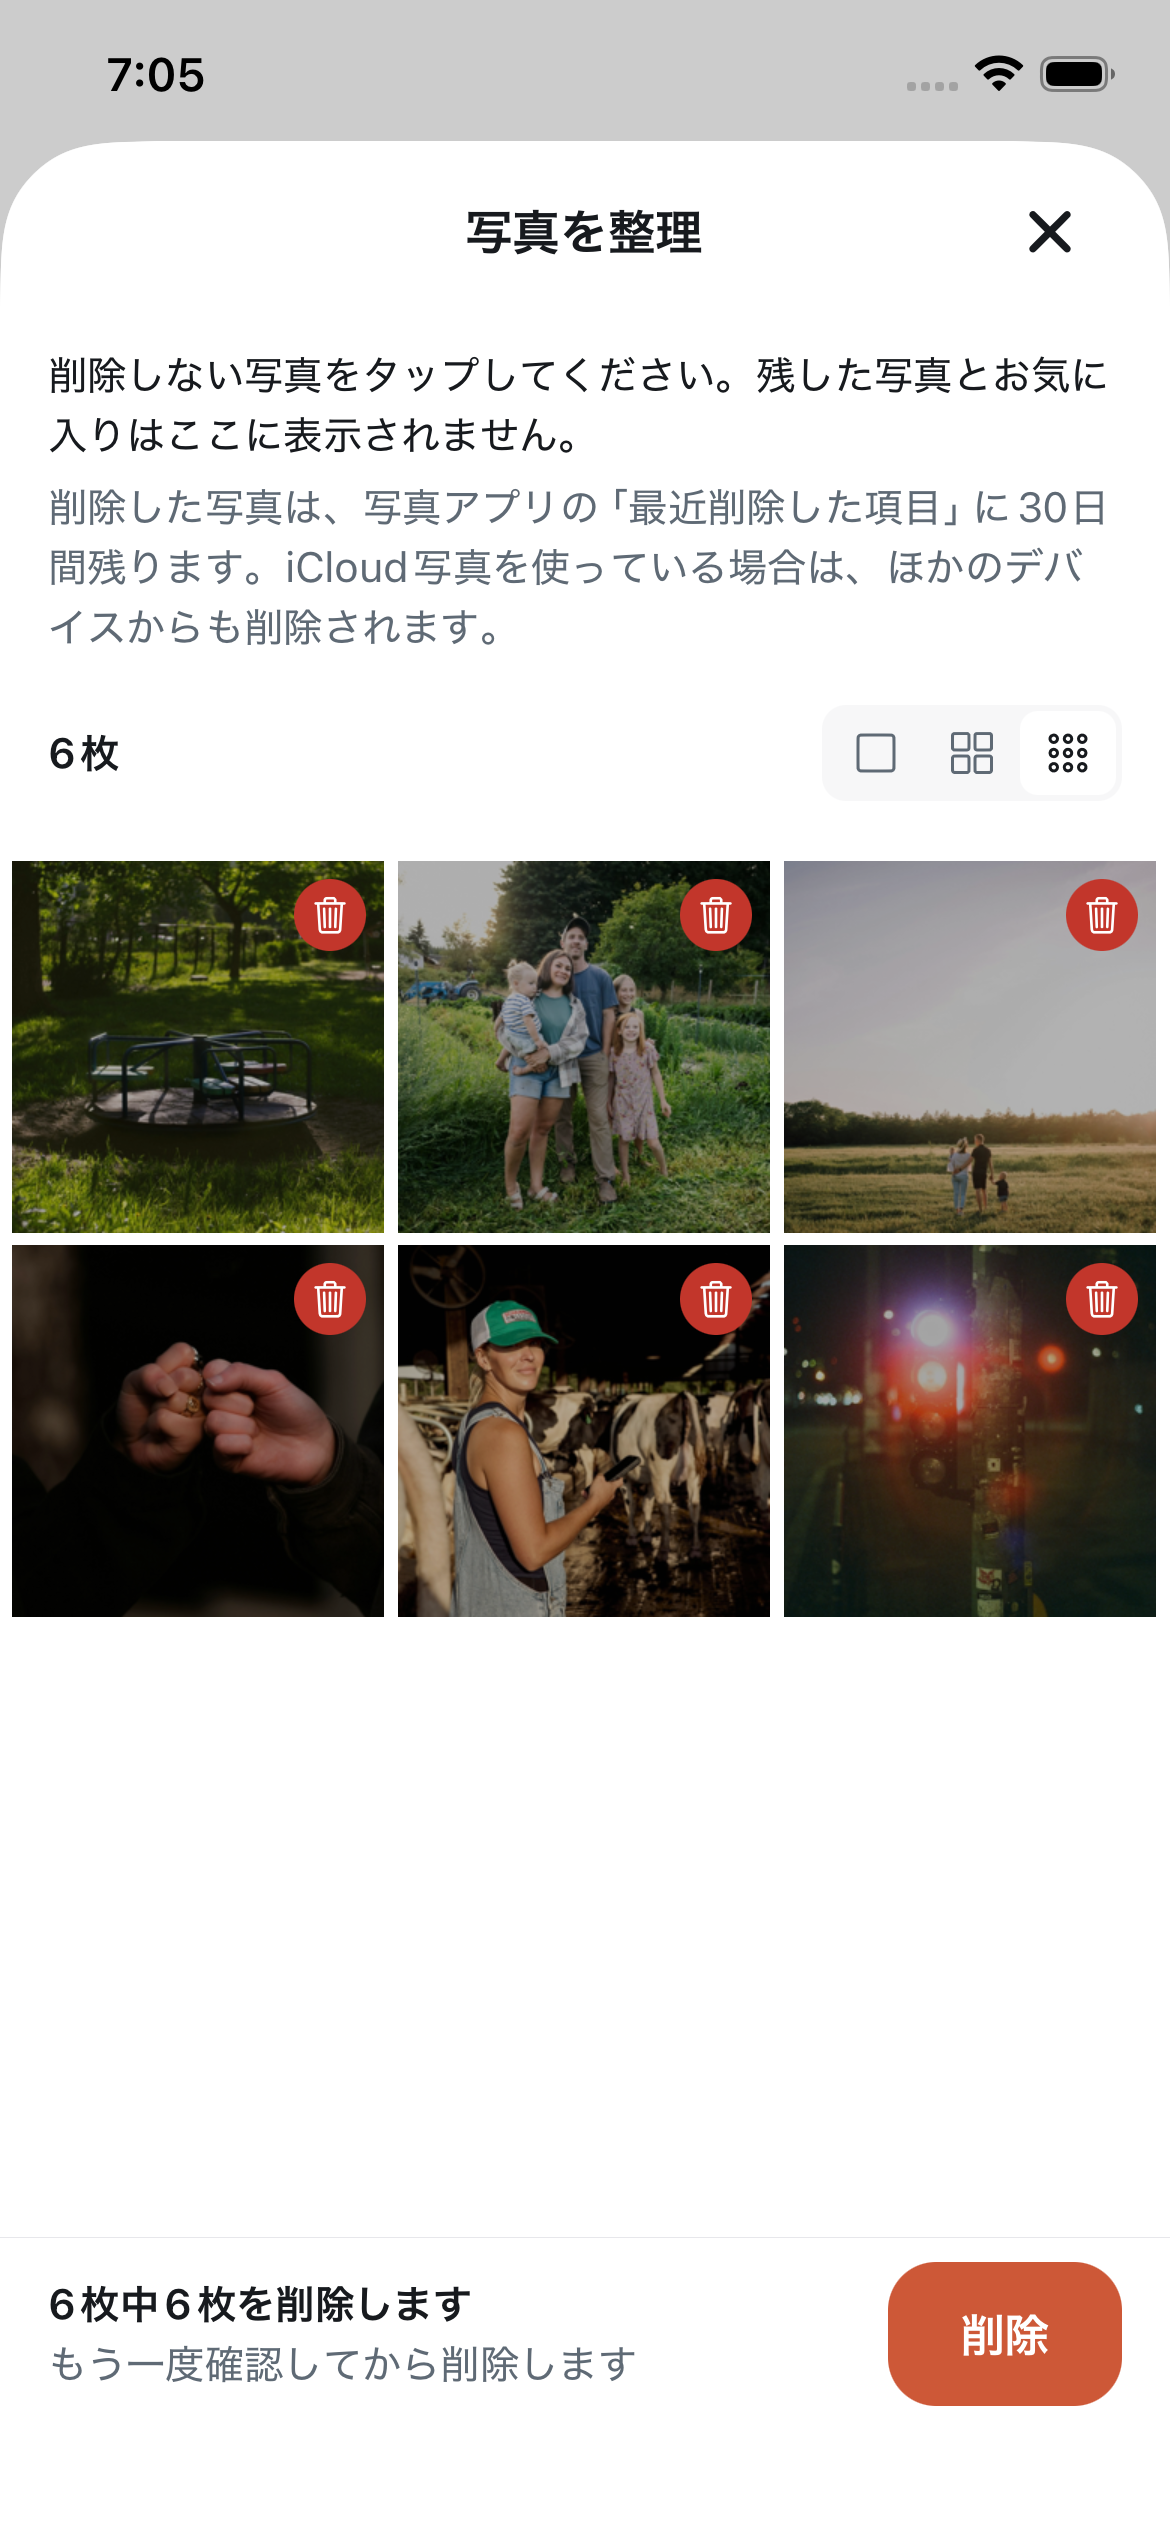 7:05
写真を整理
削除しない写真をタップしてください。残した写真とお気に
入りはここに表示されません。
削除した写真は、写真アプリの「最近削除した項目」に30日
間残ります。iCloud写真を使っている場合は、ほかのデバ
イスからも削除されます。
6枚
6枚中6枚を削除します
もう一度確認してから削除します
削除